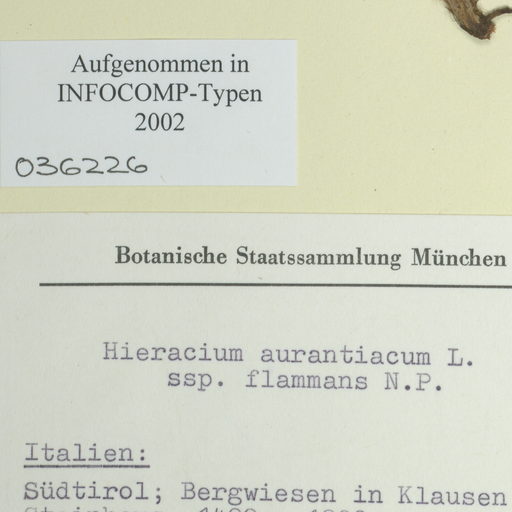 Aufgenommen in
INFOCOMP-Typen
2002
036226
Botanische Staatssammlung München
Hieracium aurantiacum L.
ssp. flammans N.P.
Italien:
Südtirol; Bergwiesen in Klausen